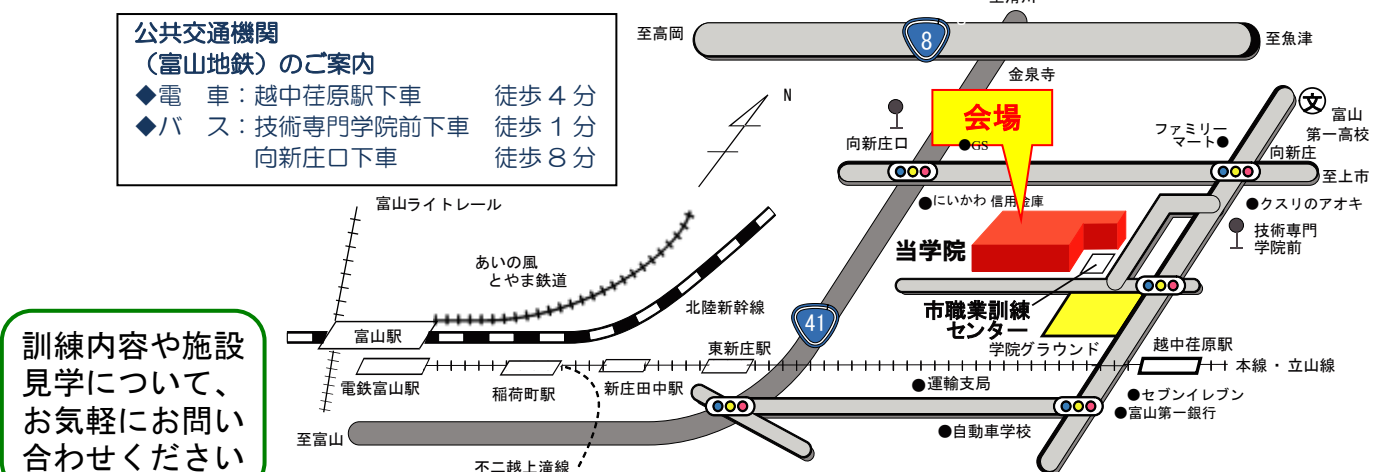 公共交通機関
（富山地鉄）のご案内
◆電　車：越中荏原駅下車　徒歩４分
◆バ　ス：技術専門学院前下車　徒歩１分
向新庄口下車　徒歩８分
至高岡
8
至魚津
金泉寺
N
会場
向新庄口
●GS
ファミリー
マート●
文
富山
第一高校
向新庄
至上市
●にいかわ 信用金庫
●クスリのアオキ
技術専門
学院前
富山ライトレール
あいの風
とやま鉄道
北陸新幹線
当学院
市職業訓練
センター
学院グラウンド
41
富山駅
電鉄富山駅
稲荷町駅
新庄田中駅
東新庄駅
越中荏原駅
本線・立山線
●運輸支局
●セブンイレブン
●富山第一銀行
●自動車学校
至富山
不二越上滝線
訓練内容や施設
見学について、
お気軽にお問い
合わせください